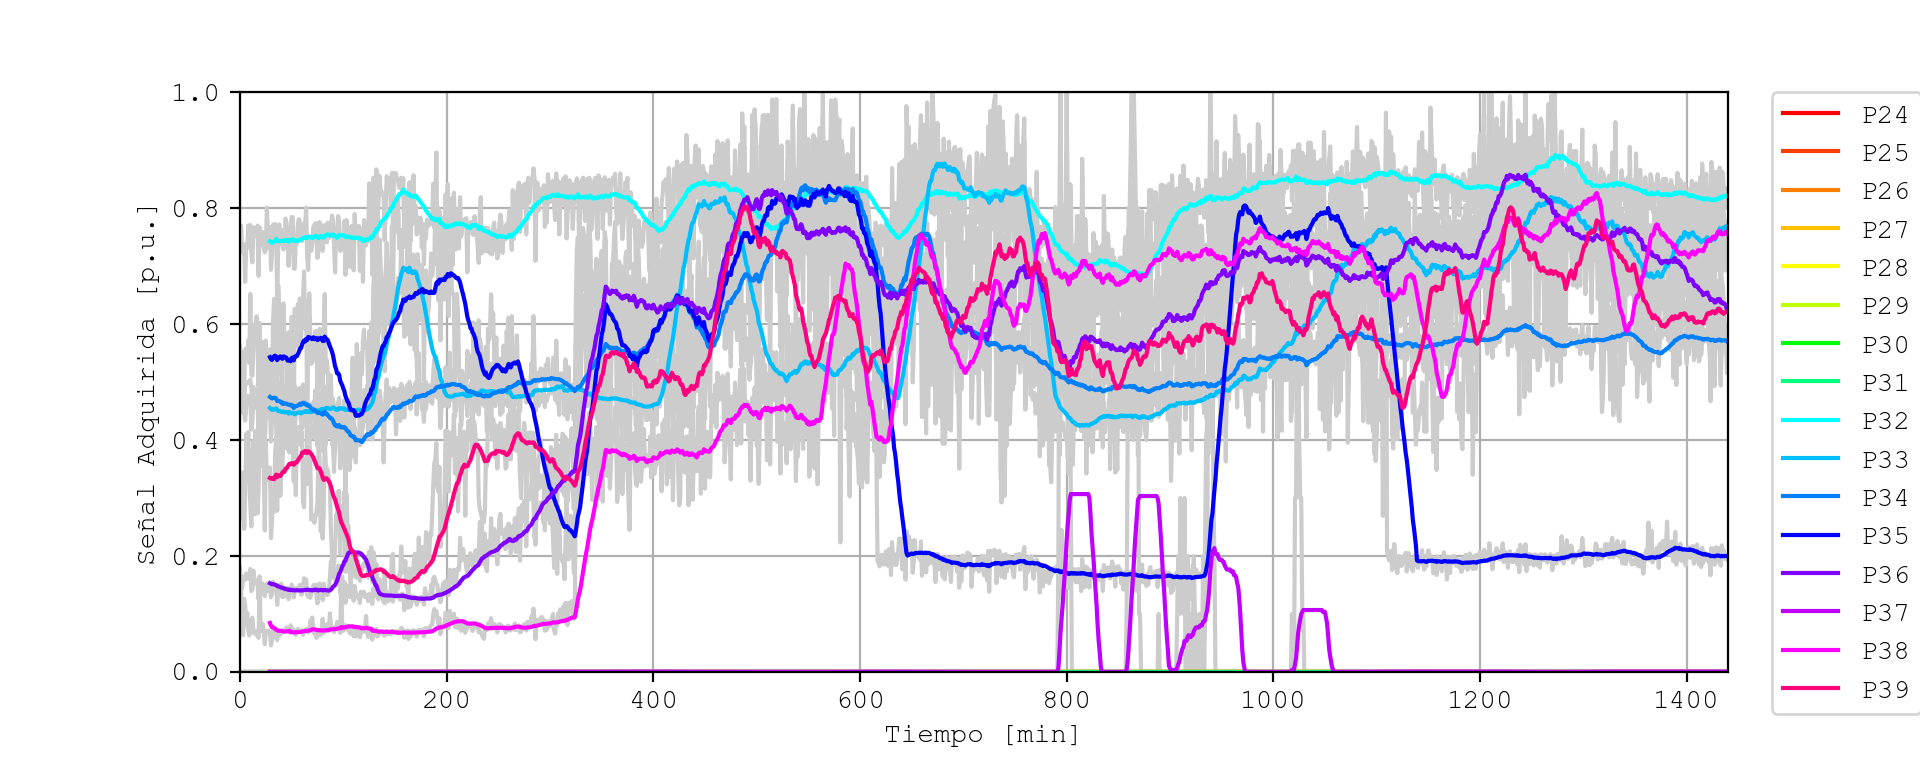 1.0
0.8
0.6
0.4
0.2
0.0
Señal Adquirida [p.u.]
0 200 400 600 800 1000 1200 1400
Tiempo [min]
P24
P25
P26
P27
P28
P29
P30
P31
P32
P33
P34
P35
P36
P37
P38
P39